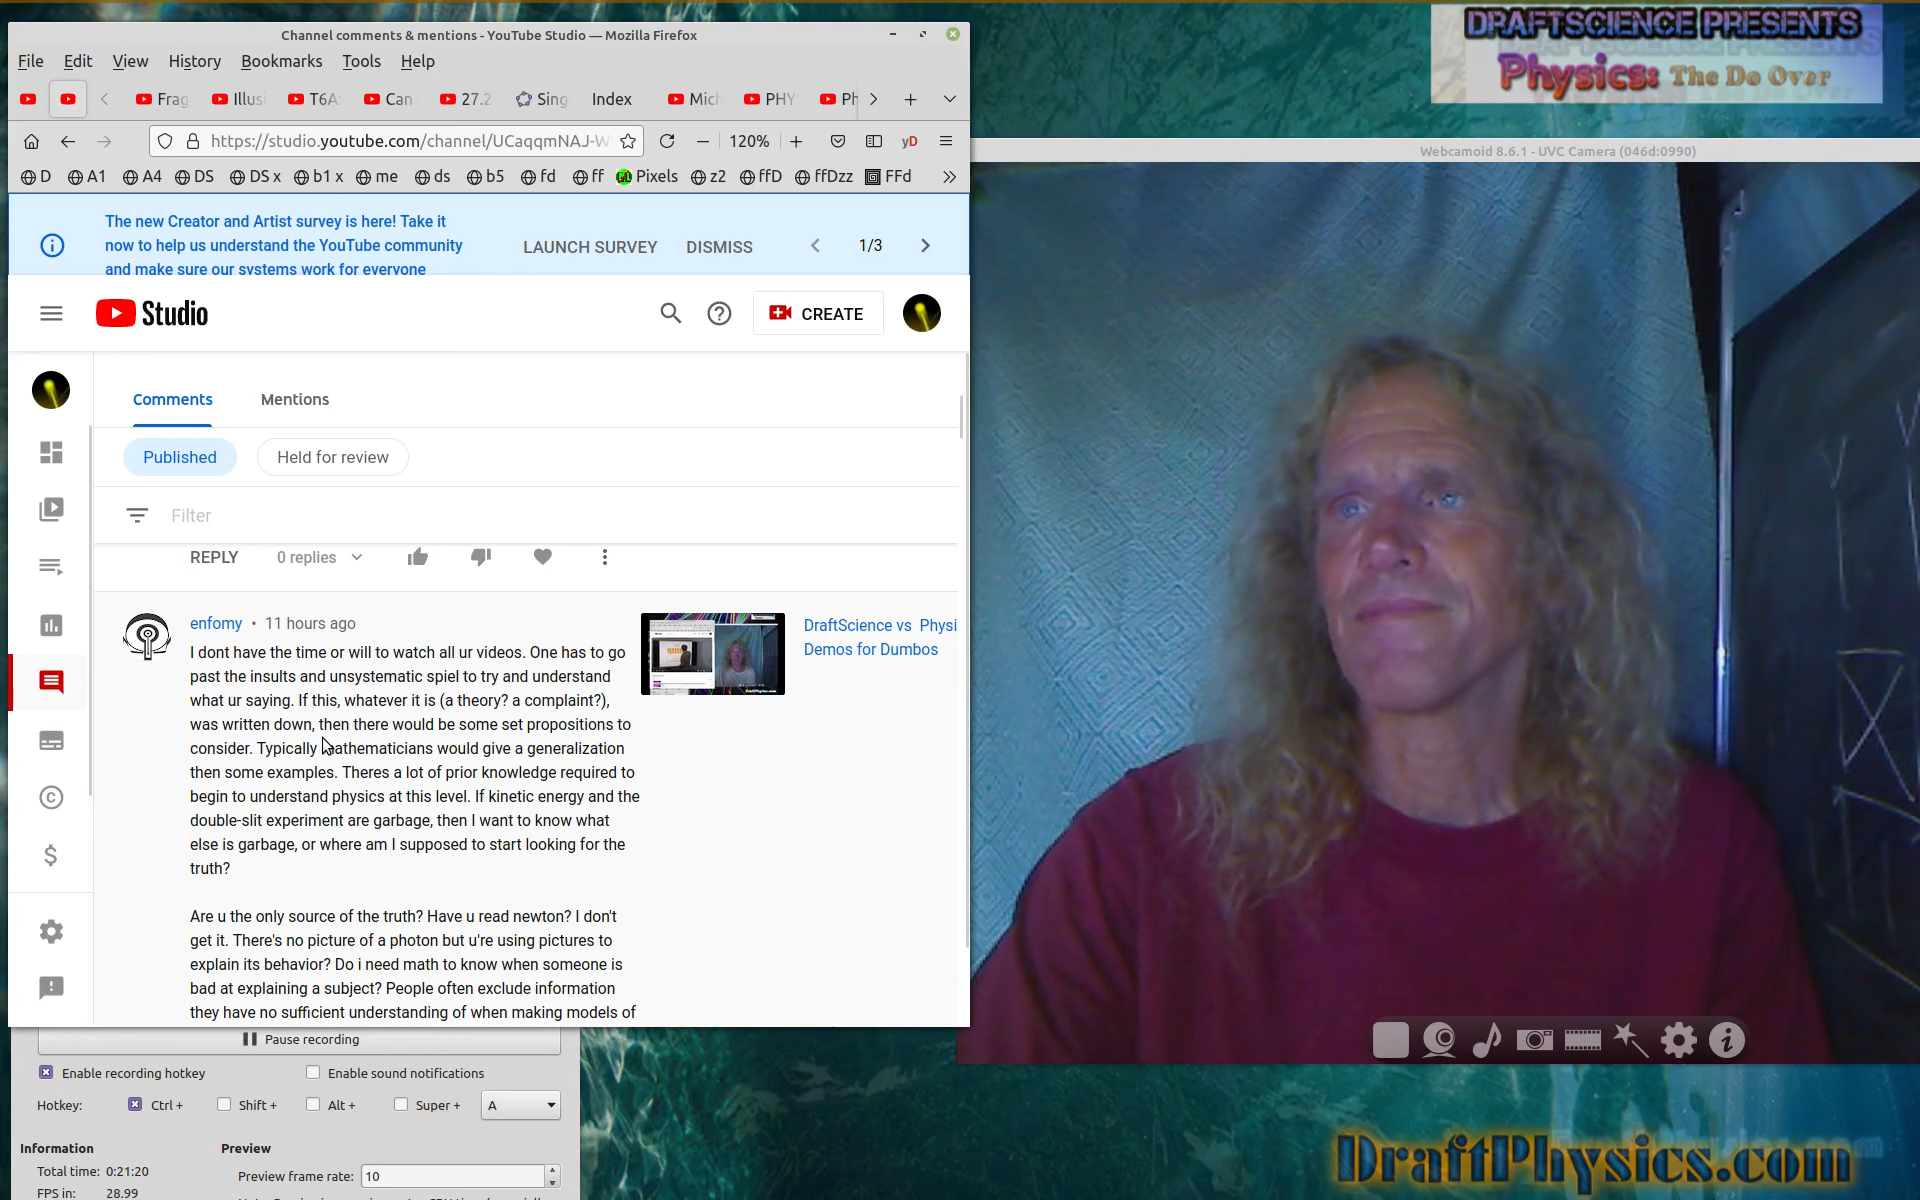 DRAFTSCIENCE PRESENTS
Physics: The Do Over
Channel comments & mentions - YouTube Studio — Mozilla Firefox
File Edit View History Bookmarks Tools Help
Frag Illus T6A: Can 27.2 Sing Index Mich PHY Ph
https://studio.youtube.com/channel/UCaqqmNAJ-W 120% yD
D A1 A4 DS DS x b1 x me ds b5 fd ff Pixels z2 ffD ffDzz FFd
Webcamoid 8.6.1 - UVC Camera (046d:0990)
The new Creator and Artist survey is here! Take it
now to help us understand the YouTube community
and make sure our systems work for everyone
LAUNCH SURVEY DISMISS 1/3
Studio
CREATE
Comments Mentions
Published Held for review
Filter
REPLY 0 replies
enfomy • 11 hours ago
I dont have the time or will to watch all ur videos. One has to go
past the insults and unsystematic spiel to try and understand
what ur saying. If this, whatever it is (a theory? a complaint?),
was written down, then there would be some set propositions to
consider. Typically mathematicians would give a generalization
then some examples. Theres a lot of prior knowledge required to
begin to understand physics at this level. If kinetic energy and the
double-slit experiment are garbage, then I want to know what
else is garbage, or where am I supposed to start looking for the
truth?
Are u the only source of the truth? Have u read newton? I don't
get it. There's no picture of a photon but u're using pictures to
explain its behavior? Do i need math to know when someone is
bad at explaining a subject? People often exclude information
they have no sufficient understanding of when making models of
DraftScience vs Physi
Demos for Dumbos
Pause recording
Enable recording hotkey Enable sound notifications
Hotkey: Ctrl + Shift + Alt + Super + A
Information Preview
Total time: 0:21:20
Preview frame rate: 10
FPS in: 28.99
DraftPhysics.com